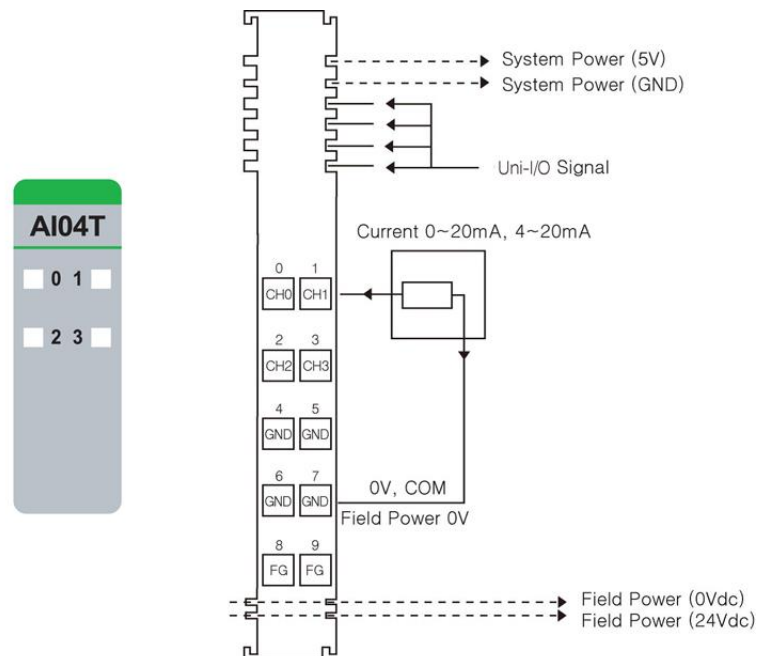 System Power (5V)
System Power (GND)
Uni-I/O Signal
AI04T
0 1
2 3
Current 0~20mA, 4~20mA
0 1
CH0 CH1
2 3
CH2 CH3
4 5
GND GND
6 7
GND GND
0V, COM
Field Power 0V
8 9
FG FG
Field Power (0Vdc)
Field Power (24Vdc)